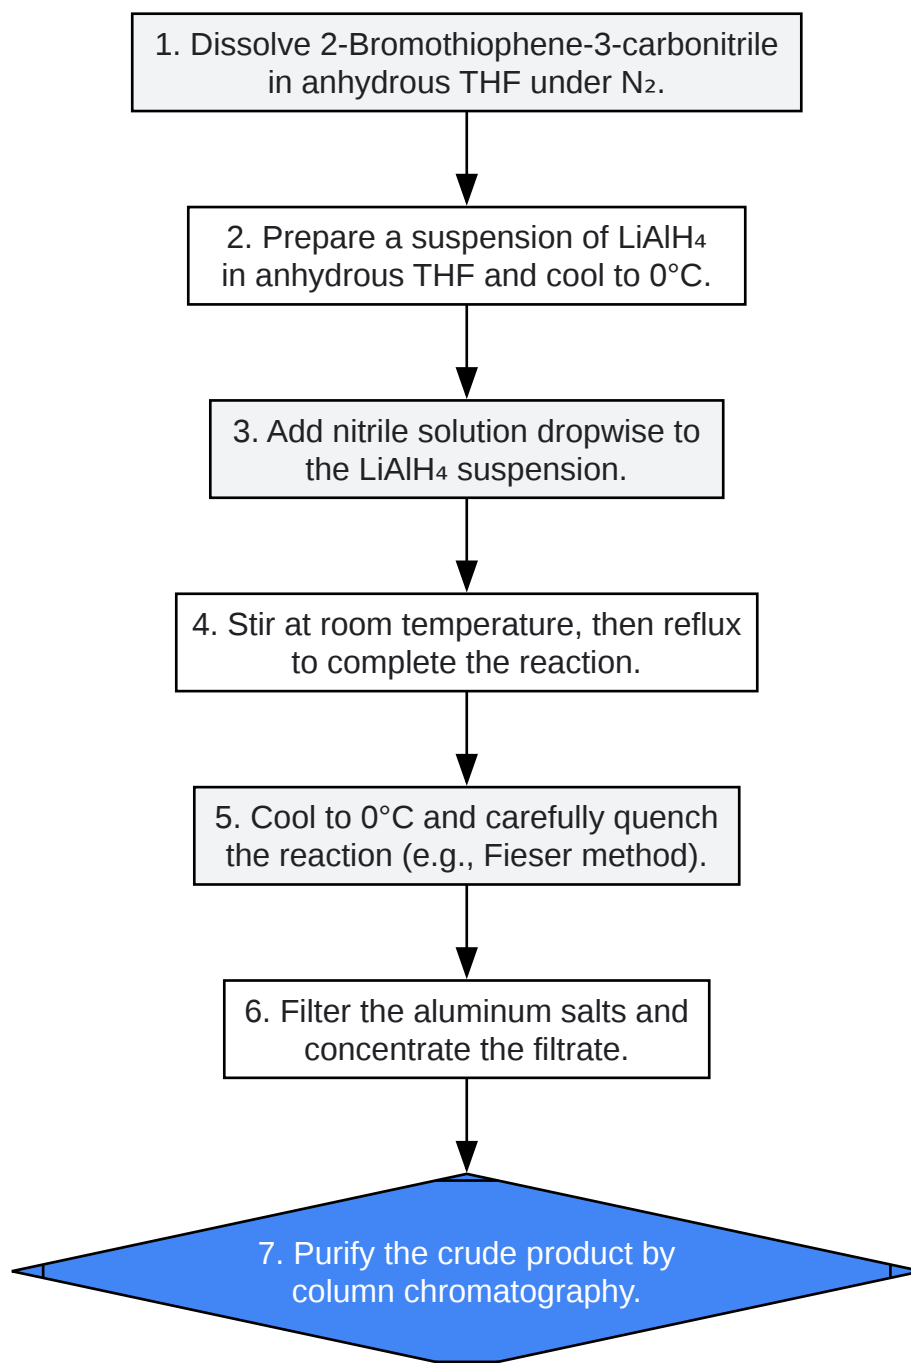 1. Dissolve 2-Bromothiophene-3-carbonitrile
in anhydrous THF under N₂.
2. Prepare a suspension of LiAlH₄
in anhydrous THF and cool to 0°C.
3. Add nitrile solution dropwise to
the LiAlH₄ suspension.
4. Stir at room temperature, then reflux
to complete the reaction.
5. Cool to 0°C and carefully quench
the reaction (e.g., Fieser method).
6. Filter the aluminum salts and
concentrate the filtrate.
7. Purify the crude product by
column chromatography.